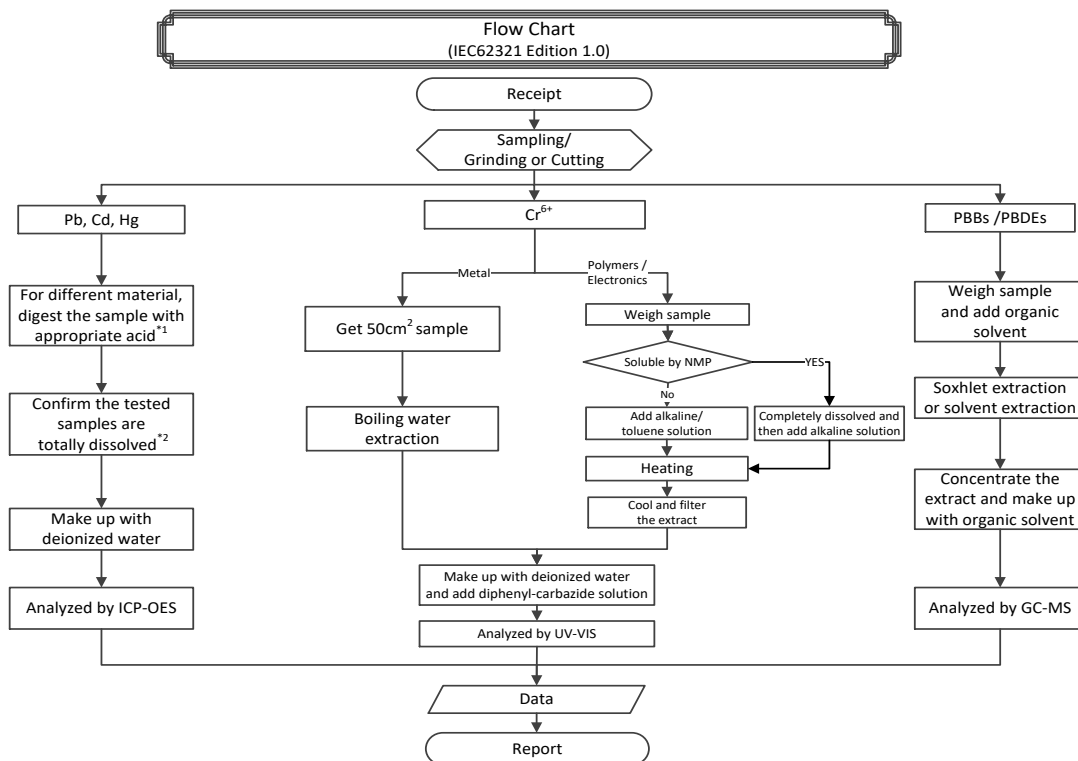 Flow Chart
(IEC62321 Edition 1.0)
Receipt
Sampling/
Grinding or Cutting
Pb, Cd, Hg
Cr6+
PBBs /PBDEs
Metal
Polymers /
Electronics
For different material,
digest the sample with
appropriate acid*1
Get 50cm2 sample
Weigh sample
Weigh sample
and add organic
solvent
Soluble by NMP
YES
No
Confirm the tested
samples are
totally dissolved*2
Boiling water
extraction
Add alkaline/
toluene solution
Completely dissolved and
then add alkaline solution
Soxhlet extraction
or solvent extraction
Heating
Cool and filter
the extract
Concentrate the
extract and make up
with organic solvent
Make up with
deionized water
Make up with deionized water
and add diphenyl-carbazide solution
Analyzed by ICP-OES
Analyzed by UV-VIS
Analyzed by GC-MS
Data
Report